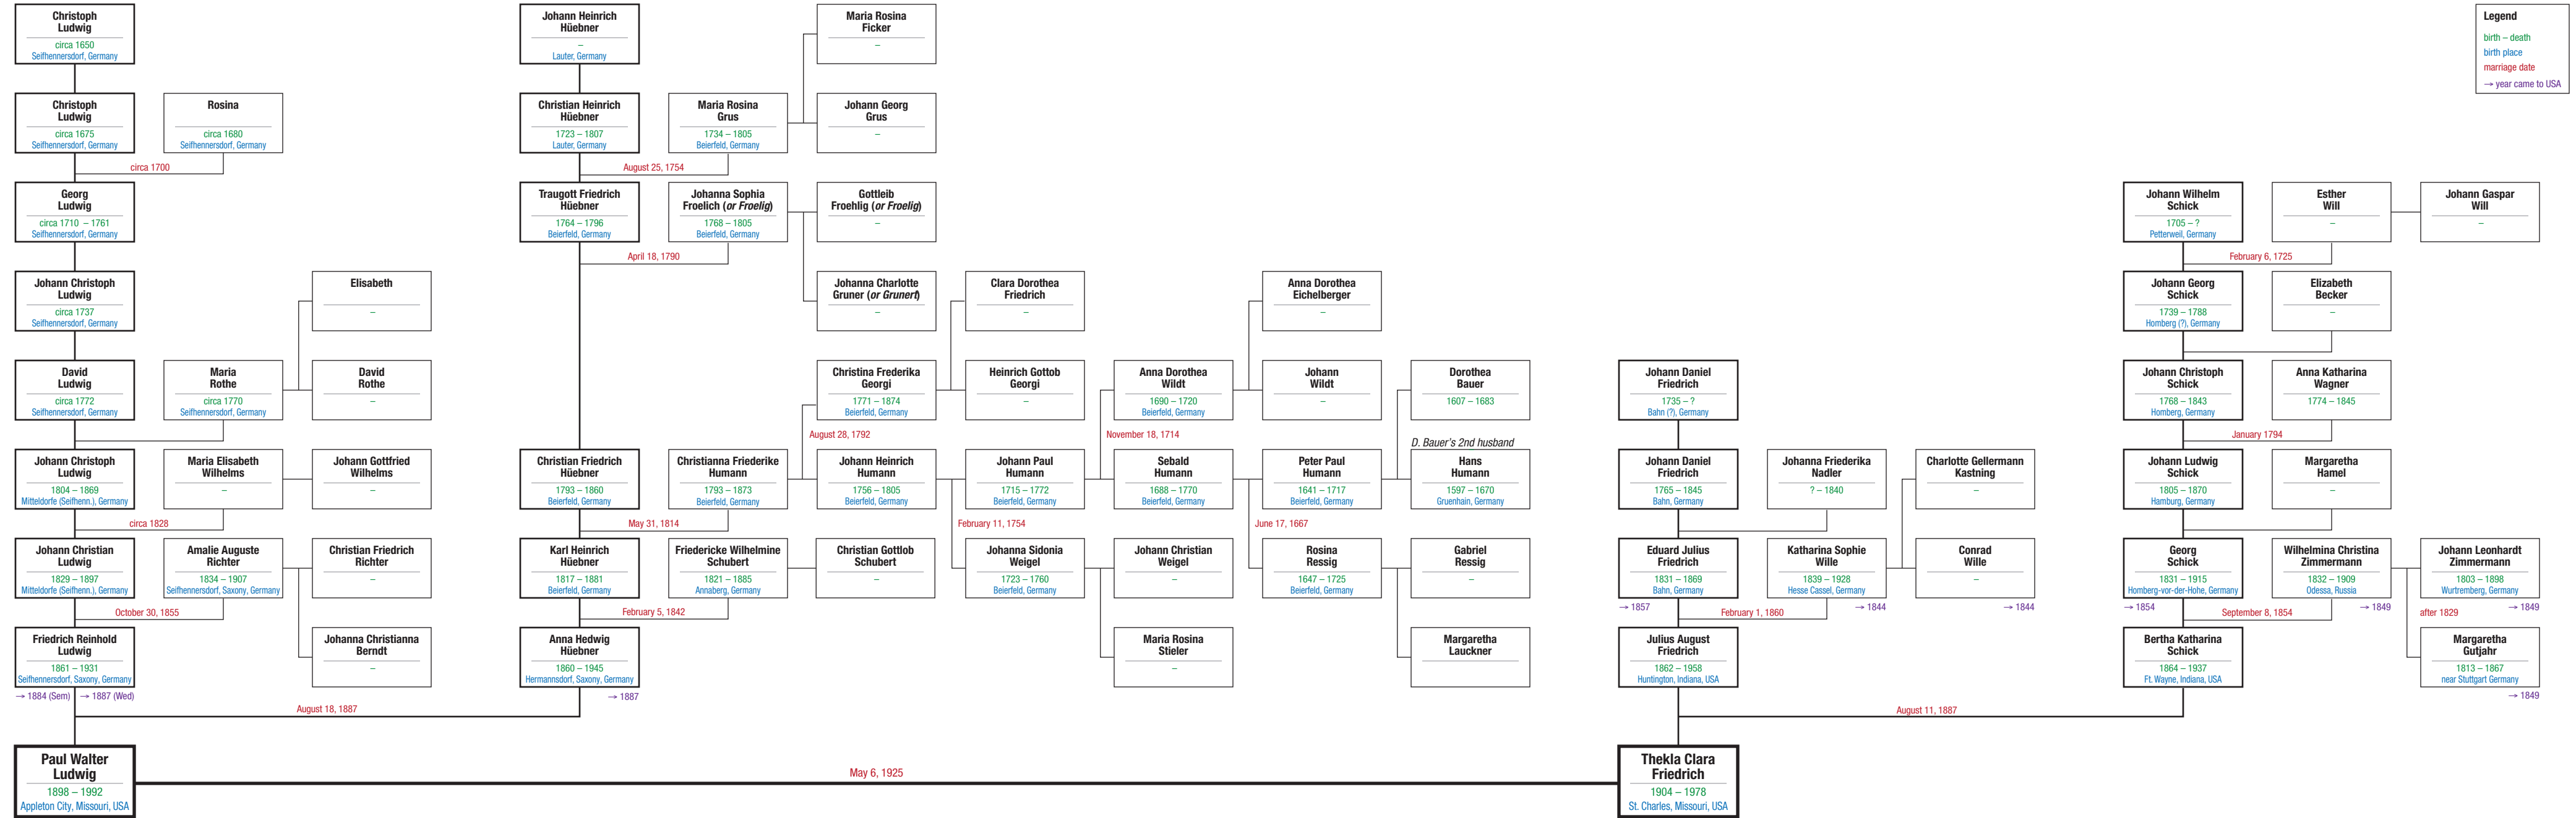 Christoph
Ludwig
circa 1650
Seifhennersdorf, Germany
Johann Heinrich
Hüebner
–
Lauter, Germany
Maria Rosina
Ficker
–
Legend
birth – death
birth place
marriage date
→ year came to USA
Christoph
Ludwig
circa 1675
Seifhennersdorf, Germany
Rosina
circa 1680
Seifhennersdorf, Germany
circa 1700
Christian Heinrich
Hüebner
1723 – 1807
Lauter, Germany
Maria Rosina
Grus
1734 – 1805
Beierfeld, Germany
August 25, 1754
Johann Georg
Grus
–
Georg
Ludwig
circa 1710 – 1761
Seifhennersdorf, Germany
Traugott Friedrich
Hüebner
1764 – 1796
Beierfeld, Germany
Johanna Sophia
Froelich (or Froelig)
1768 – 1805
Beierfeld, Germany
April 18, 1790
Gottleib
Froehlig (or Froelig)
–
Johann Wilhelm
Schick
1705 – ?
Petterweil, Germany
Esther
Will
–
February 6, 1725
Johann Gaspar
Will
–
Johann Christoph
Ludwig
circa 1737
Seifhennersdorf, Germany
Elisabeth
–
Johanna Charlotte
Gruner (or Grunert)
–
Clara Dorothea
Friedrich
–
Anna Dorothea
Eichelberger
–
Johann Georg
Schick
1739 – 1788
Homberg (?), Germany
Elizabeth
Becker
–
David
Ludwig
circa 1772
Seifhennersdorf, Germany
Maria
Rothe
circa 1770
Seifhennersdorf, Germany
David
Rothe
–
Christina Frederika
Georgi
1771 – 1874
Beierfeld, Germany
August 28, 1792
Heinrich Gottob
Georgi
–
Anna Dorothea
Wildt
1690 – 1720
Beierfeld, Germany
November 18, 1714
Johann
Wildt
–
Dorothea
Bauer
1607 – 1683
D. Bauer's 2nd husband
Johann Daniel
Friedrich
1735 – ?
Bahn (?), Germany
Johann Christoph
Schick
1768 – 1843
Homberg, Germany
Anna Katharina
Wagner
1774 – 1845
January 1794
Johann Christoph
Ludwig
1804 – 1869
Mitteldorfe (Seifhenn.), Germany
Maria Elisabeth
Wilhelms
–
circa 1828
Johann Gottfried
Wilhelms
–
Christian Friedrich
Hüebner
1793 – 1860
Beierfeld, Germany
Christianna Friederike
Humann
1793 – 1873
Beierfeld, Germany
May 31, 1814
Johann Heinrich
Humann
1756 – 1805
Beierfeld, Germany
Johann Paul
Humann
1715 – 1772
Beierfeld, Germany
February 11, 1754
Sebald
Humann
1688 – 1770
Beierfeld, Germany
Peter Paul
Humann
1641 – 1717
Beierfeld, Germany
June 17, 1667
Hans
Humann
1597 – 1670
Gruenhain, Germany
Johann Daniel
Friedrich
1765 – 1845
Bahn, Germany
Johanna Friederika
Nadler
? – 1840
Charlotte Gellermann
Kastning
–
Johann Ludwig
Schick
1805 – 1870
Hamburg, Germany
Margaretha
Hamel
–
Johann Christian
Ludwig
1829 – 1897
Mitteldorfe (Seifhenn.), Germany
Amalie Auguste
Richter
1834 – 1907
Seifhennersdorf, Saxony, Germany
October 30, 1855
Christian Friedrich
Richter
–
Karl Heinrich
Hüebner
1817 – 1881
Beierfeld, Germany
Friedericke Wilhelmine
Schubert
1821 – 1885
Annaberg, Germany
February 5, 1842
Christian Gottlob
Schubert
–
Johanna Sidonia
Weigel
1723 – 1760
Beierfeld, Germany
Johann Christian
Weigel
–
Rosina
Ressig
1647 – 1725
Beierfeld, Germany
Gabriel
Ressig
–
Eduard Julius
Friedrich
1831 – 1869
Bahn, Germany
→ 1857
Katharina Sophie
Wille
1839 – 1928
Hesse Cassel, Germany
→ 1844
February 1, 1860
Conrad
Wille
–
→ 1844
Georg
Schick
1831 – 1915
Homberg-vor-der-Hohe, Germany
→ 1854
Wilhelmina Christina
Zimmermann
1832 – 1909
Odessa, Russia
→ 1849
September 8, 1854
Johann Leonhardt
Zimmermann
1803 – 1898
Wurtremberg, Germany
→ 1849
after 1829
Friedrich Reinhold
Ludwig
1861 – 1931
Seifhennersdorf, Saxony, Germany
→ 1884 (Sem) → 1887 (Wed)
Johanna Christianna
Berndt
–
Anna Hedwig
Hüebner
1860 – 1945
Hermannsdorf, Saxony, Germany
→ 1887
August 18, 1887
Maria Rosina
Stieler
–
Margaretha
Lauckner
–
Julius August
Friedrich
1862 – 1958
Huntington, Indiana, USA
Bertha Katharina
Schick
1864 – 1937
Ft. Wayne, Indiana, USA
August 11, 1887
Margaretha
Gutjahr
1813 – 1867
near Stuttgart Germany
→ 1849
Paul Walter
Ludwig
1898 – 1992
Appleton City, Missouri, USA
May 6, 1925
Thekla Clara
Friedrich
1904 – 1978
St. Charles, Missouri, USA